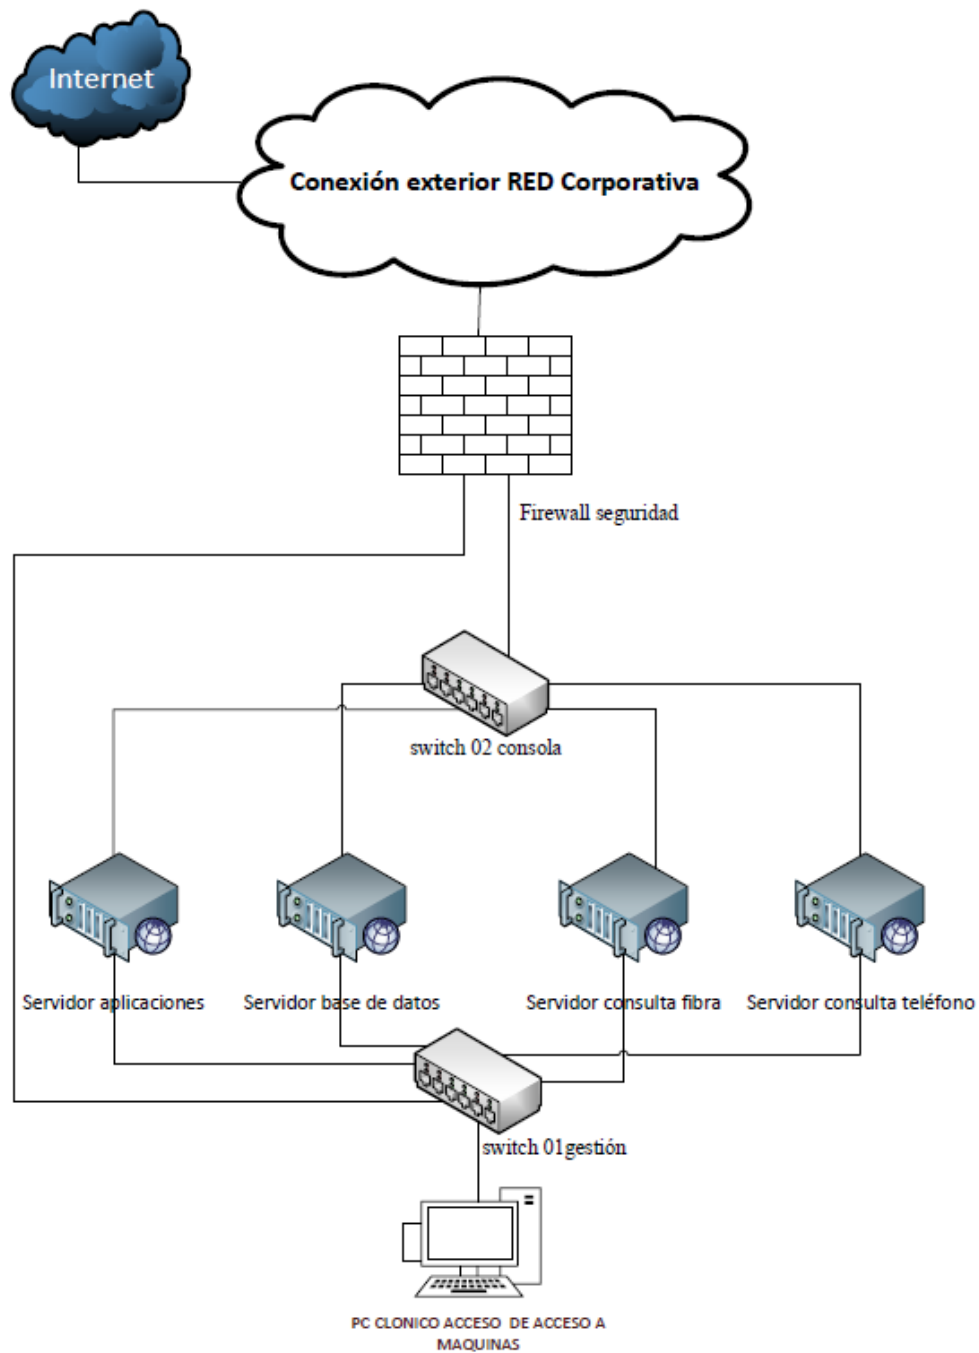 Internet
Conexión exterior RED Corporativa
Firewall seguridad
switch 02 consola
Servidor aplicaciones
Servidor base de datos
Servidor consulta fibra
Servidor consulta teléfono
switch 01gestión
PC CLONICO ACCESO DE ACCESO A
MAQUINAS